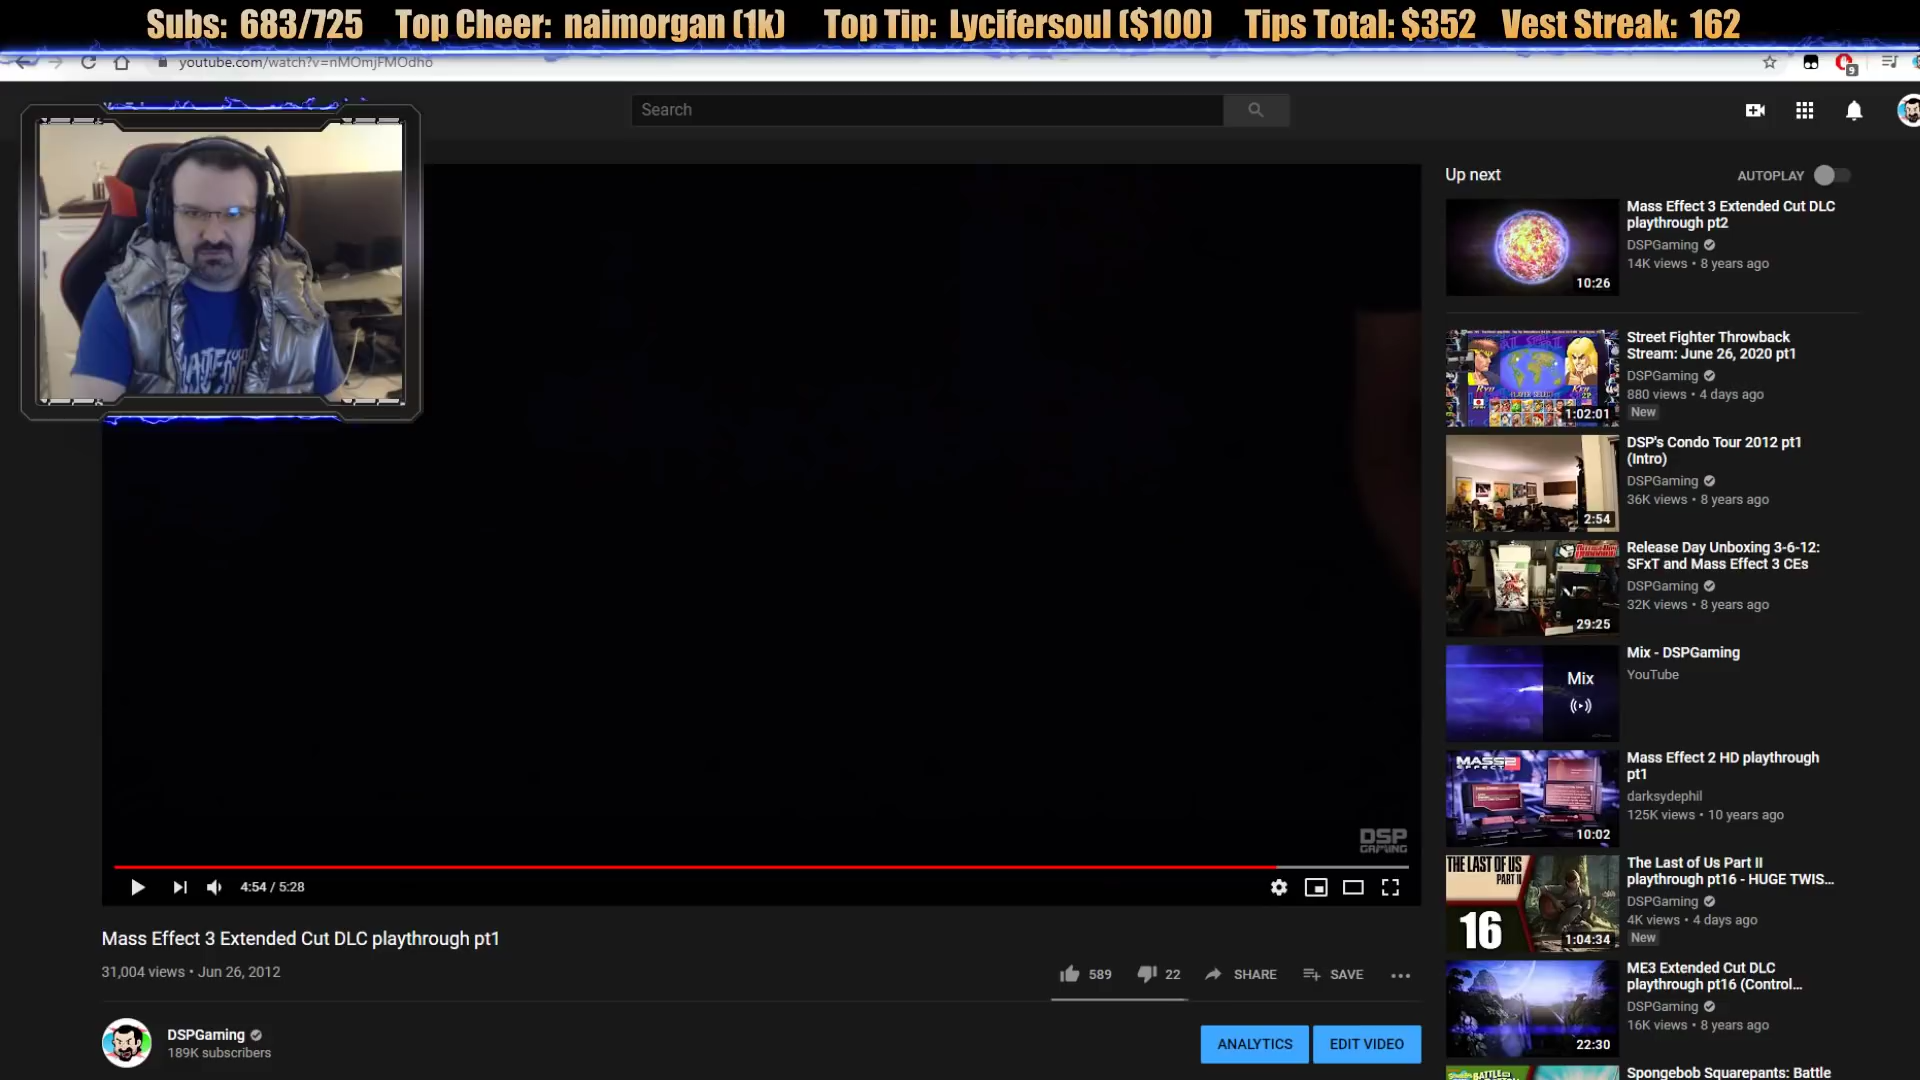 Subs: 683/725 Top Cheer: naimorgan (1k) Top Tip: Lycifersoul ($100) Tips Total: $352 Vest Streak: 162
youtube.com/watch?v=nMOmjFMOdho
9
Search
Up next
AUTOPLAY
Mass Effect 3 Extended Cut DLC
playthrough pt2
DSPGaming
14K views • 8 years ago
10:26
Street Fighter Throwback
Stream: June 26, 2020 pt1
DSPGaming
880 views • 4 days ago
New
1:02:01
DSP's Condo Tour 2012 pt1
(Intro)
DSPGaming
36K views • 8 years ago
2:54
Release Day Unboxing 3-6-12:
SFxT and Mass Effect 3 CEs
DSPGaming
32K views • 8 years ago
29:25
Mix - DSPGaming
YouTube
Mix
MASS EFFECT 2
Mass Effect 2 HD playthrough
pt1
darksydephil
125K views • 10 years ago
10:02
THE LAST OF US
PART II
16
The Last of Us Part II
playthrough pt16 - HUGE TWIS...
DSPGaming
4K views • 4 days ago
New
1:04:34
ME3 Extended Cut DLC
playthrough pt16 (Control...
DSPGaming
16K views • 8 years ago
22:30
Spongebob Squarepants: Battle
DSP
GAMING
4:54 / 5:28
Mass Effect 3 Extended Cut DLC playthrough pt1
31,004 views • Jun 26, 2012
589 22 SHARE SAVE
DSPGaming
189K subscribers
ANALYTICS EDIT VIDEO